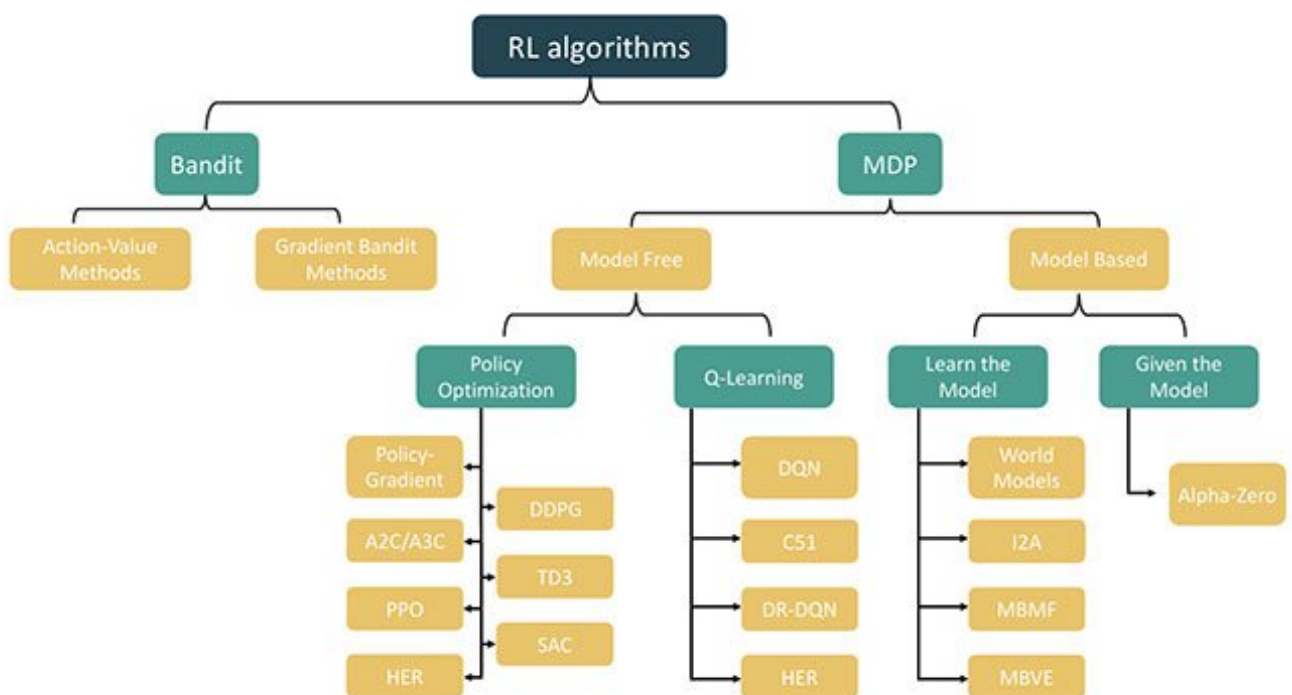 RL algorithms
Bandit
MDP
Action-Value
Methods
Gradient Bandit
Methods
Model Free
Model Based
Policy
Optimization
Q-Learning
Learn the
Model
Given the
Model
Policy-
Gradient
DDPG
A2C/A3C
TD3
PPO
SAC
HER
DQN
C51
DR-DQN
HER
World
Models
I2A
MBMF
MBVE
Alpha-Zero